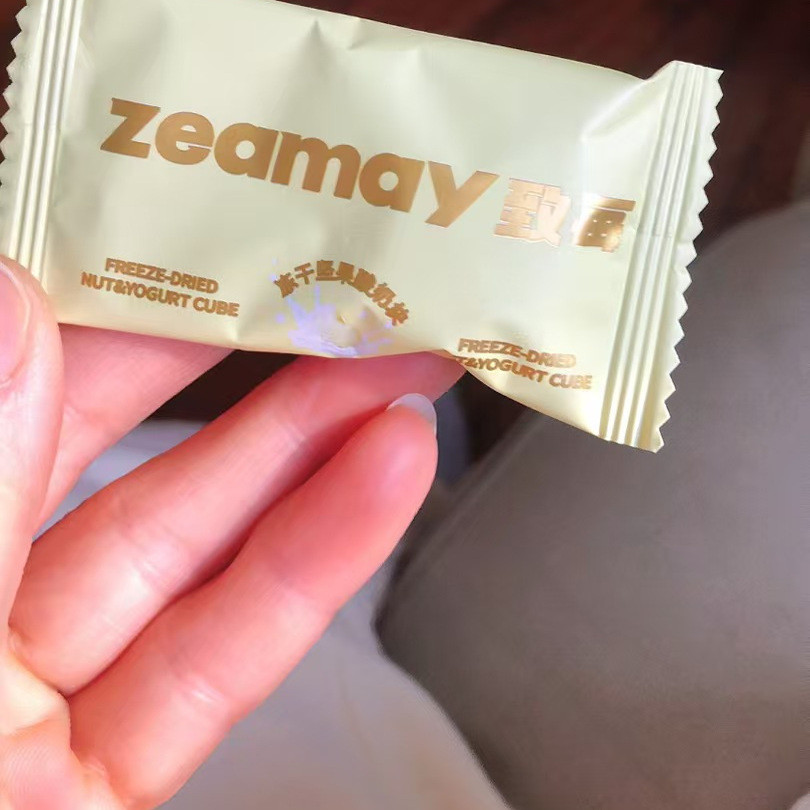 zeamay 致
FREEZE-DRIED
NUT&YOGURT CUBE
冻干坚果酸奶块
FREEZE-DRIED
T&YOGURT CUBE